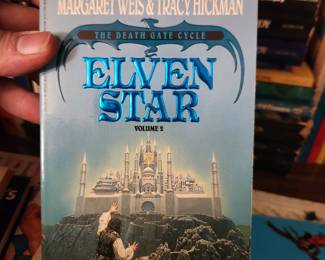 MARGARET WEIS & TRACY HICKMAN
THE DEATH GATE CYCLE
ELVEN
STAR
VOLUME 2